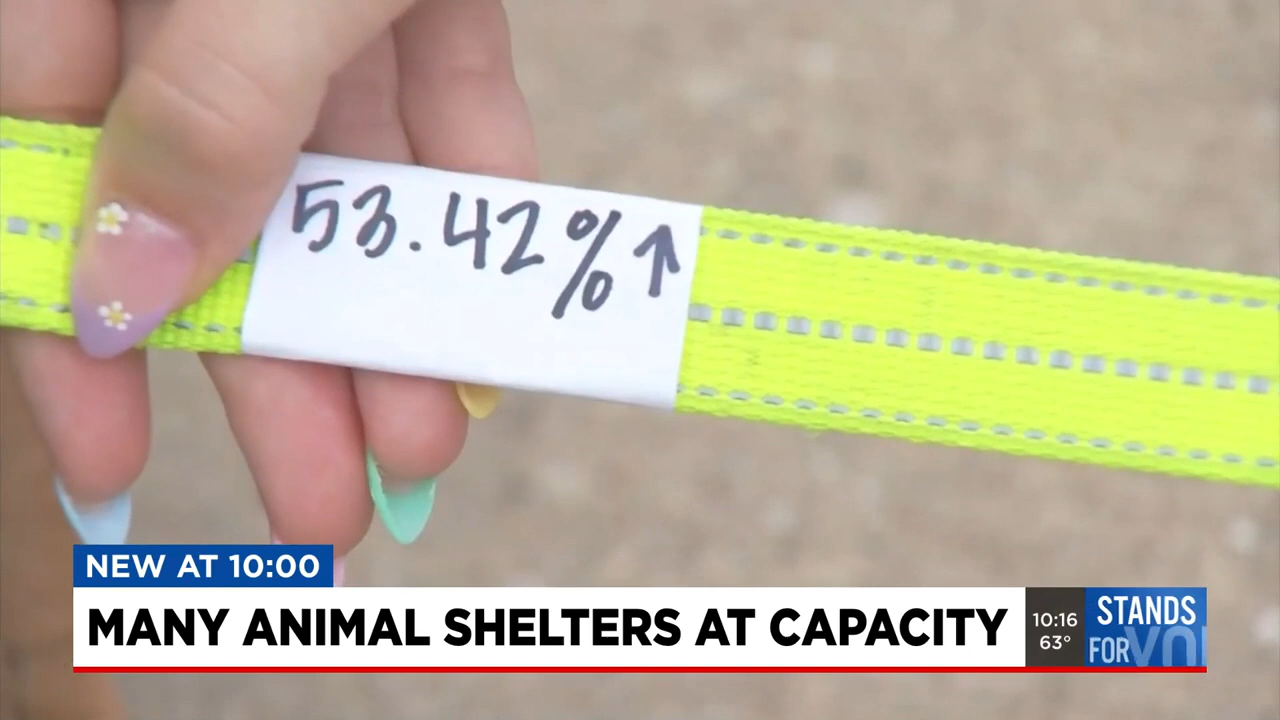 53.42%↑
NEW AT 10:00
MANY ANIMAL SHELTERS AT CAPACITY
10:16
63°
STANDS
FOR